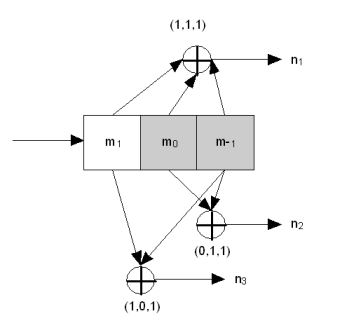 (1,1,1)
n1
m1 m0 m-1
n2
(0,1,1)
n3
(1,0,1)